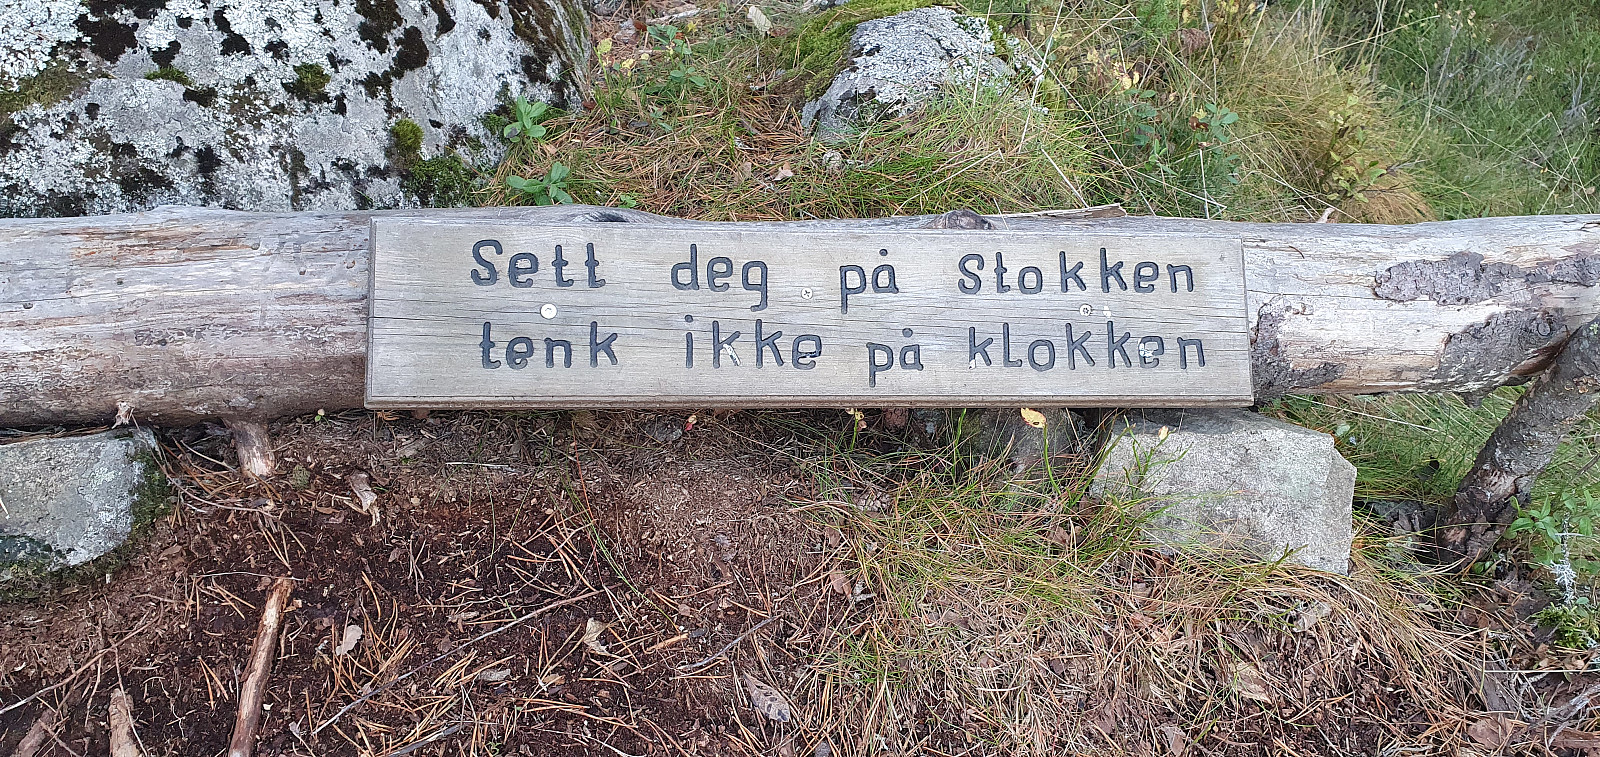 Sett deg på stokken
tenk ikke på klokken